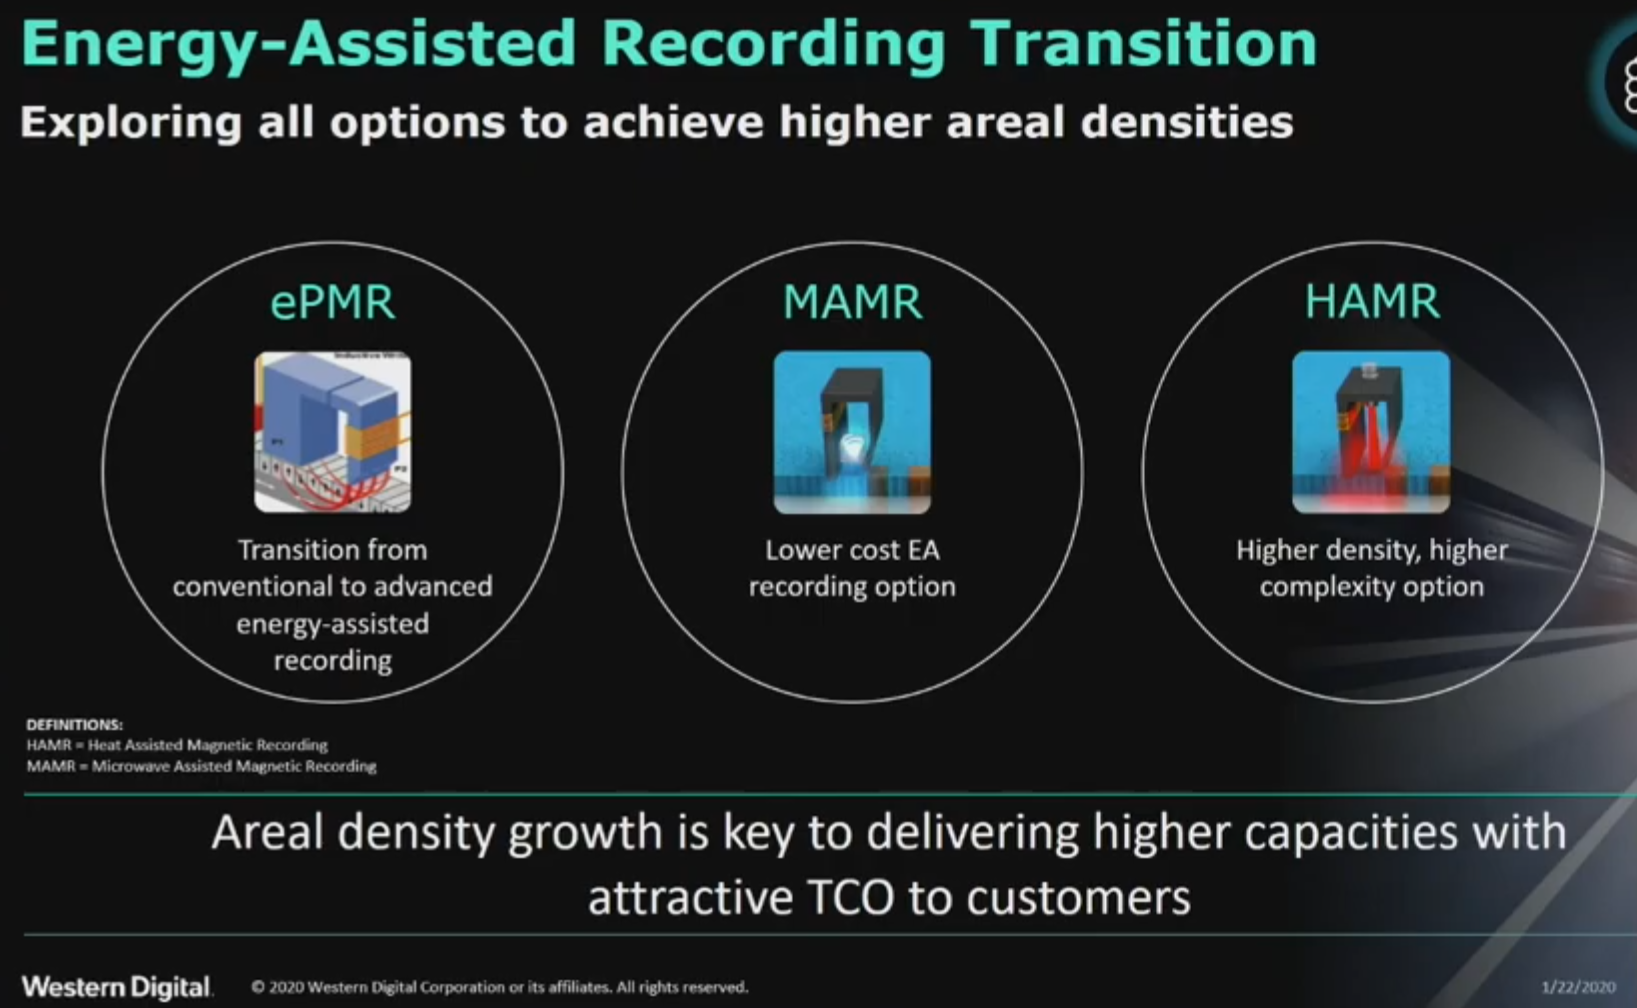 Energy-Assisted Recording Transition
Exploring all options to achieve higher areal densities
ePMR
P1
P2
Transition from
conventional to advanced
energy-assisted
recording
MAMR
Lower cost EA
recording option
HAMR
Higher density, higher
complexity option
DEFINITIONS:
HAMR = Heat Assisted Magnetic Recording
MAMR = Microwave Assisted Magnetic Recording
Areal density growth is key to delivering higher capacities with
attractive TCO to customers
Western Digital.
© 2020 Western Digital Corporation or its affiliates. All rights reserved.
1/22/2020